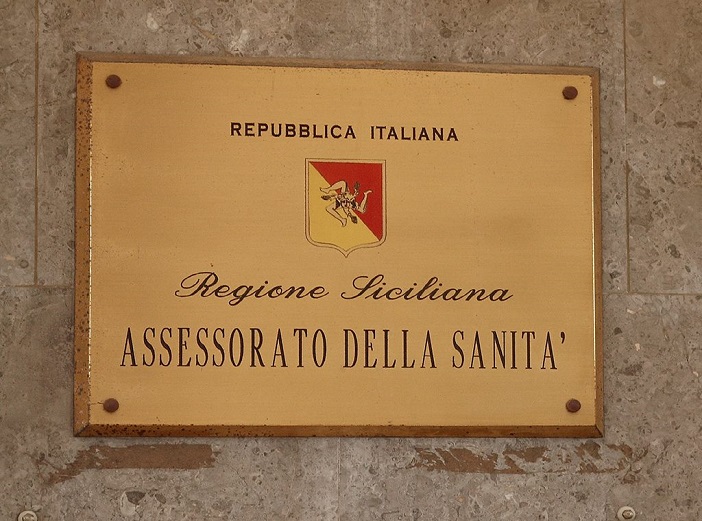 REPUBBLICA ITALIANA
Regione Siciliana
ASSESSORATO DELLA SANITA'